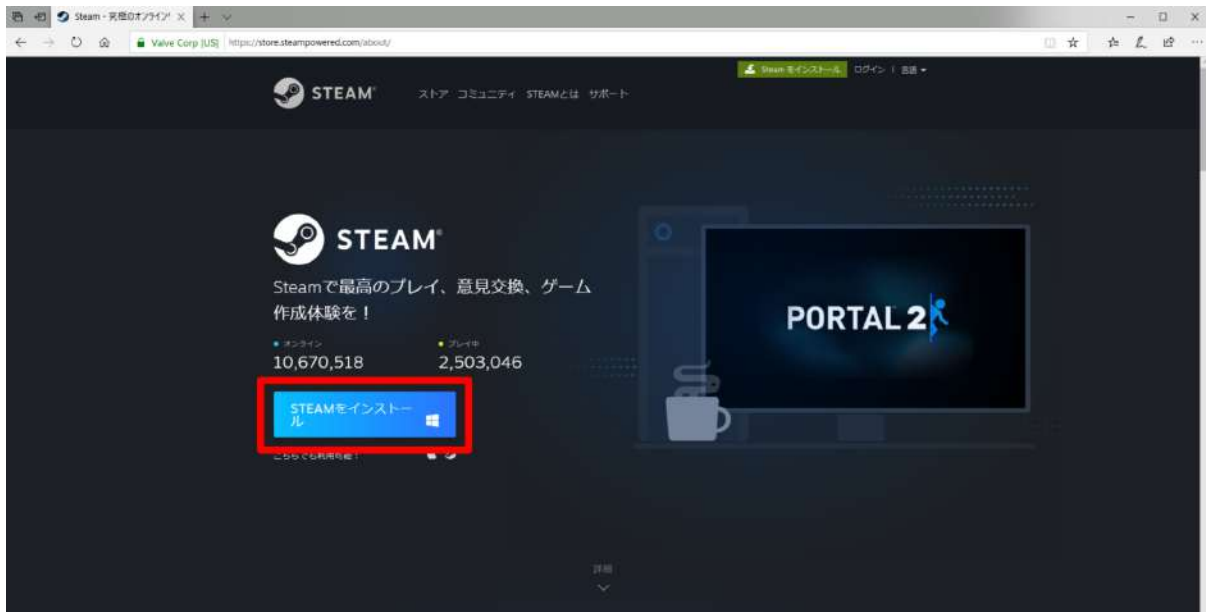 Steam - 究極のオンライン
Valve Corp [US]
https://store.steampowered.com/about/
Steam をインストール
ログイン | 言語
STEAM
ストア コミュニティ STEAMとは サポート
STEAM
Steamで最高のプレイ、意見交換、ゲーム
作成体験を！
オンライン
プレイ中
10,670,518
2,503,046
STEAMをインストー
ル
こちらでも利用可能：
PORTAL 2
詳細